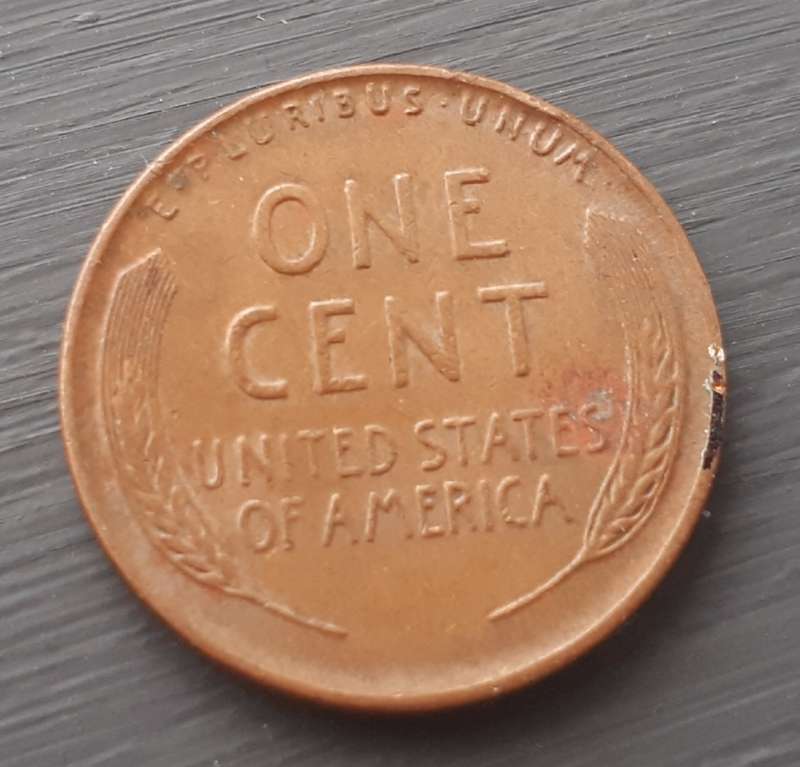 E · PLURIBUS · UNUM
ONE
CENT
UNITED STATES
OF AMERICA